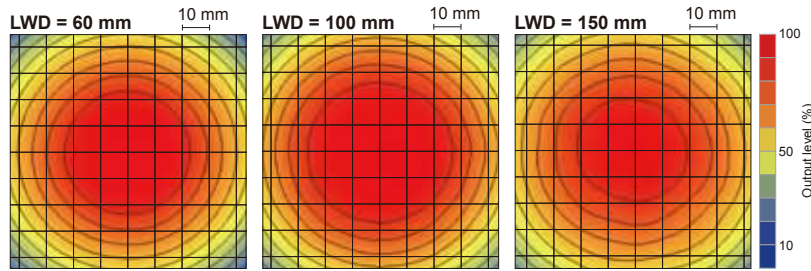 LWD = 60 mm
10 mm
LWD = 100 mm
10 mm
LWD = 150 mm
10 mm
100
50
10
Output level (%)